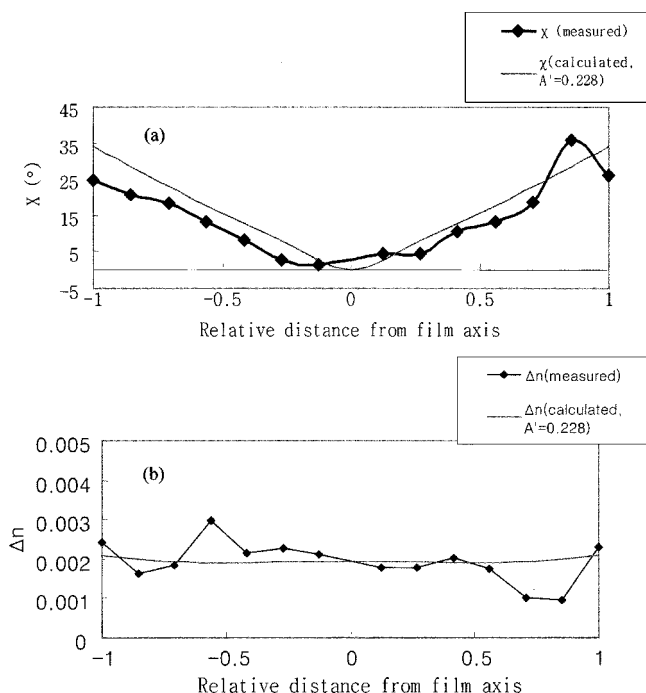 χ (measured)
χ(calculated,
A'=0.228)
(a)
45
35
25
15
5
-5
χ (°)
-1
-0.5
0
0.5
1
Relative distance from film axis
Δn(measured)
Δn(calculated,
A'=0.228)
(b)
0.005
0.004
0.003
0.002
0.001
0
Δn
-1
-0.5
0
0.5
1
Relative distance from film axis